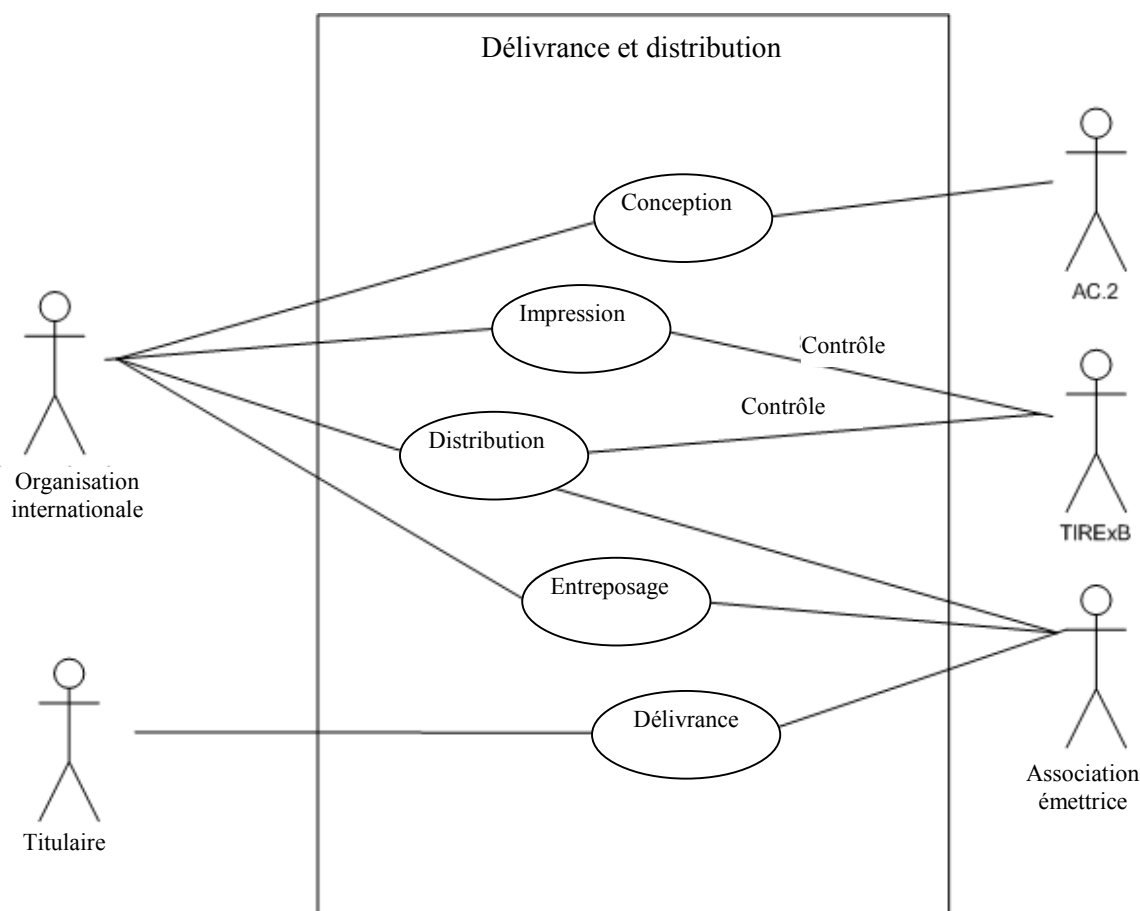 Délivrance et distribution
Conception
AC.2
Impression
Contrôle
Contrôle
Distribution
Organisation
internationale
TIRExB
Entreposage
Délivrance
Titulaire
Association
émettrice